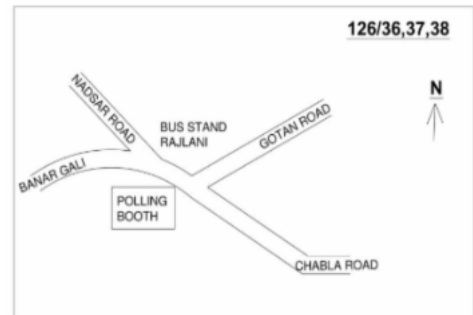 126/36,37,38
N
NADSAR ROAD
BUS STAND
RAJLANI
GOTAN ROAD
BANAR GALI
POLLING
BOOTH
CHABLA ROAD